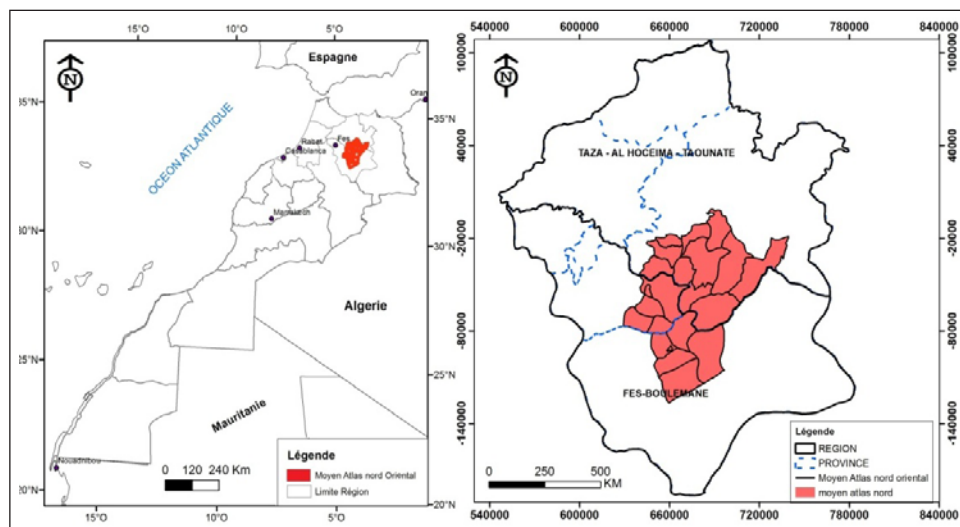 15°O
10°O
5°O
Espagne
Oran
35°N
35°N
N
OCEON ATLANTIQUE
Rabat
Fes
Casablanca
Marrakech
30°N
30°N
Algerie
25°N
25°N
Mauritanie
Nouadhibou
0 120 240 Km
Légende
Moyen Atlas nord Oriental
Limite Région
20°N
20°N
15°O
10°O
5°O
540000 600000 660000 720000 780000 840000
100000
100000
N
40000
40000
TAZA - AL HOCEIMA - TAOUNATE
-20000
-20000
-80000
-80000
FES-BOULEMANE
-140000
-140000
0 250 500
KM
Légende
REGION
PROVINCE
Moyen Atlas nord oriental
moyen atlas nord
540000 600000 660000 720000 780000 840000